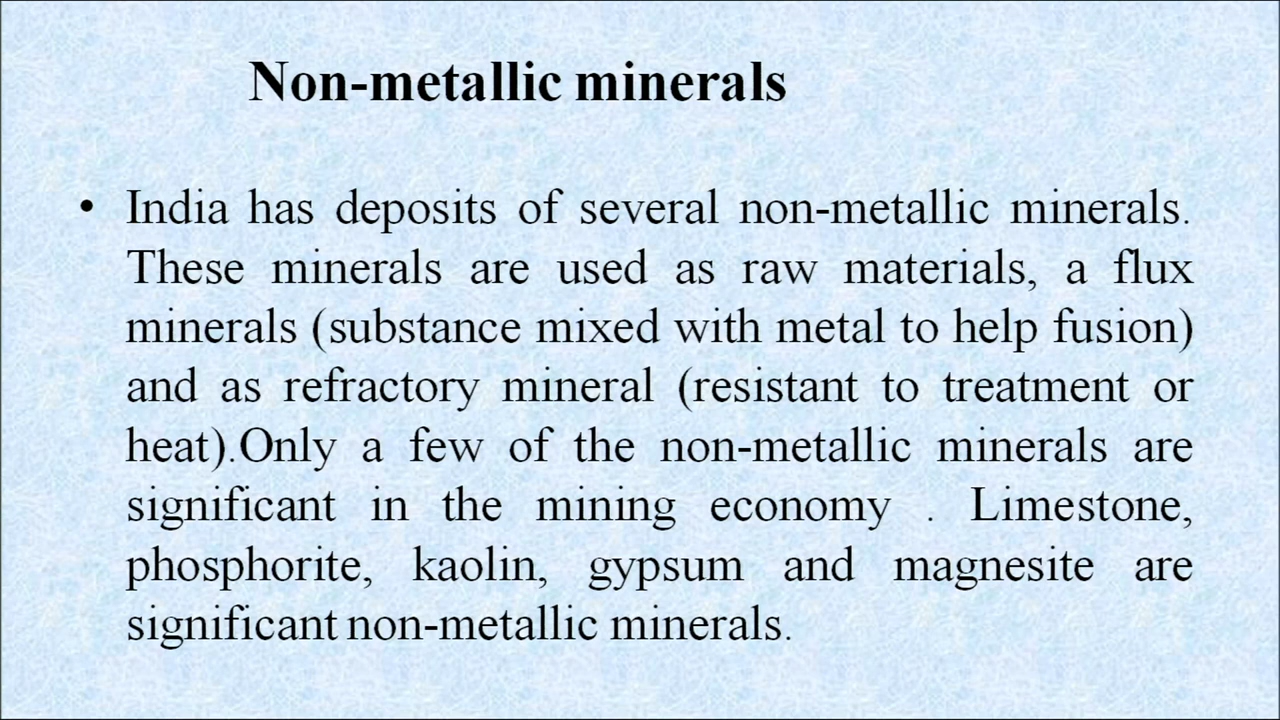 Non-metallic minerals
• India has deposits of several non-metallic minerals.
These minerals are used as raw materials, a flux
minerals (substance mixed with metal to help fusion)
and as refractory mineral (resistant to treatment or
heat).Only a few of the non-metallic minerals are
significant in the mining economy . Limestone,
phosphorite, kaolin, gypsum and magnesite are
significant non-metallic minerals.